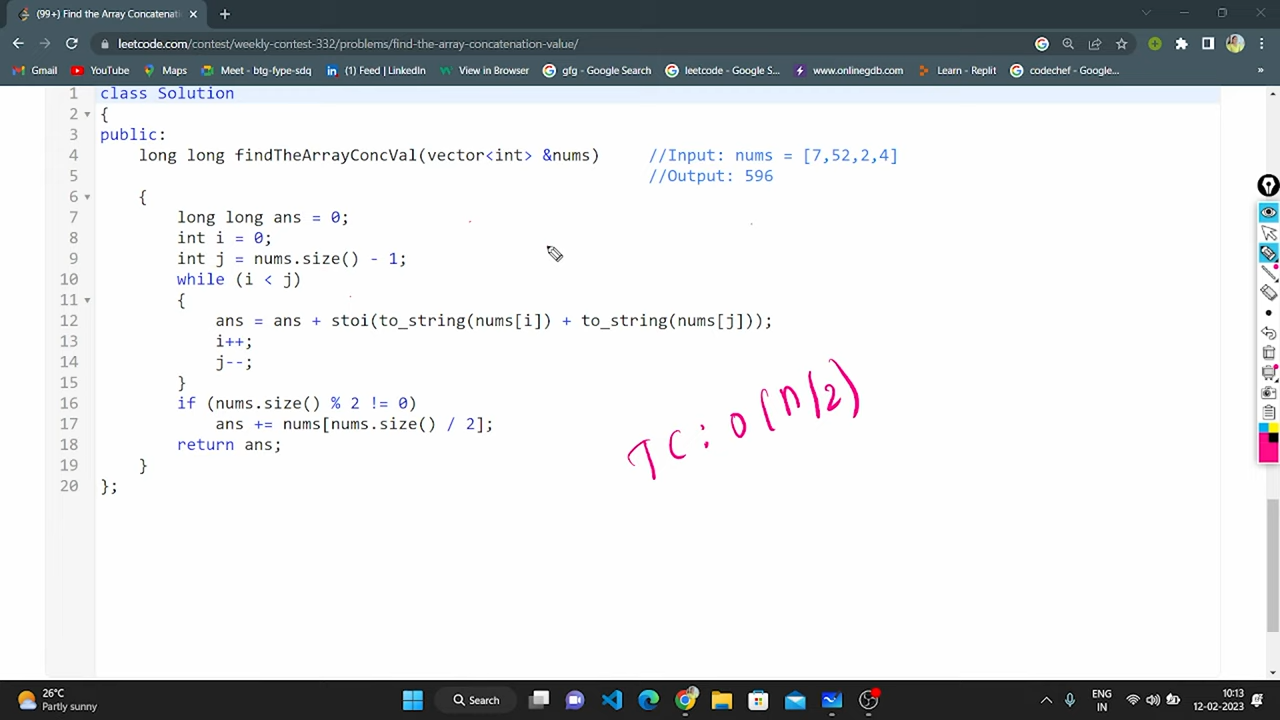 (99+) Find the Array Concatenatio
leetcode.com/contest/weekly-contest-332/problems/find-the-array-concatenation-value/
Gmail YouTube Maps Meet - btg-fype-sdq (1) Feed | LinkedIn View in Browser gfg - Google Search leetcode - Google S... www.onlinegdb.com Learn - Replit codechef - Google... »
1 class Solution
2 {
3 public:
4 long long findTheArrayConcVal(vector<int> &nums) //Input: nums = [7,52,2,4]
5 //Output: 596
6 {
7 long long ans = 0;
8 int i = 0;
9 int j = nums.size() - 1;
10 while (i < j)
11 {
12 ans = ans + stoi(to_string(nums[i]) + to_string(nums[j]));
13 i++;
14 j--;
15 }
16 if (nums.size() % 2 != 0)
17 ans += nums[nums.size() / 2];
18 return ans;
19 }
20 };
TC: O(n/2)
26°C
Partly sunny
Search
ENG
IN
10:13
12-02-2023